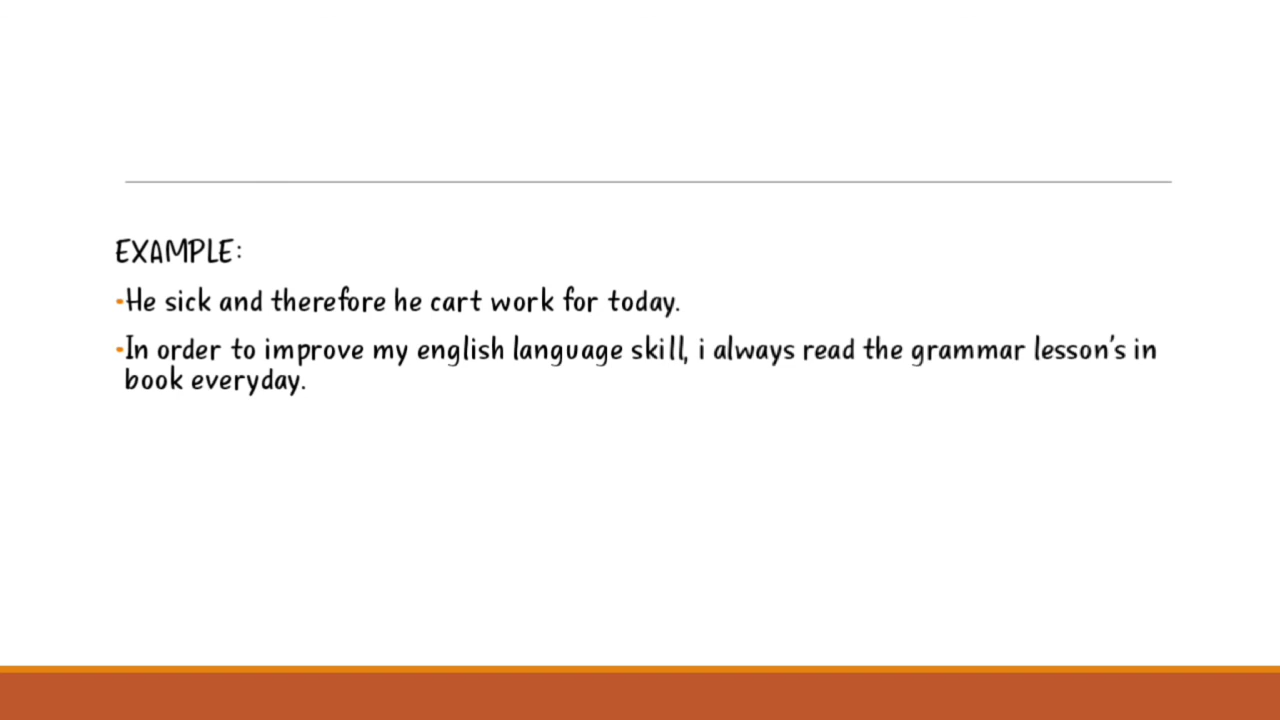 EXAMPLE:
-He sick and therefore he cart work for today.
-In order to improve my english language skill, i always read the grammar lesson's in
book everyday.